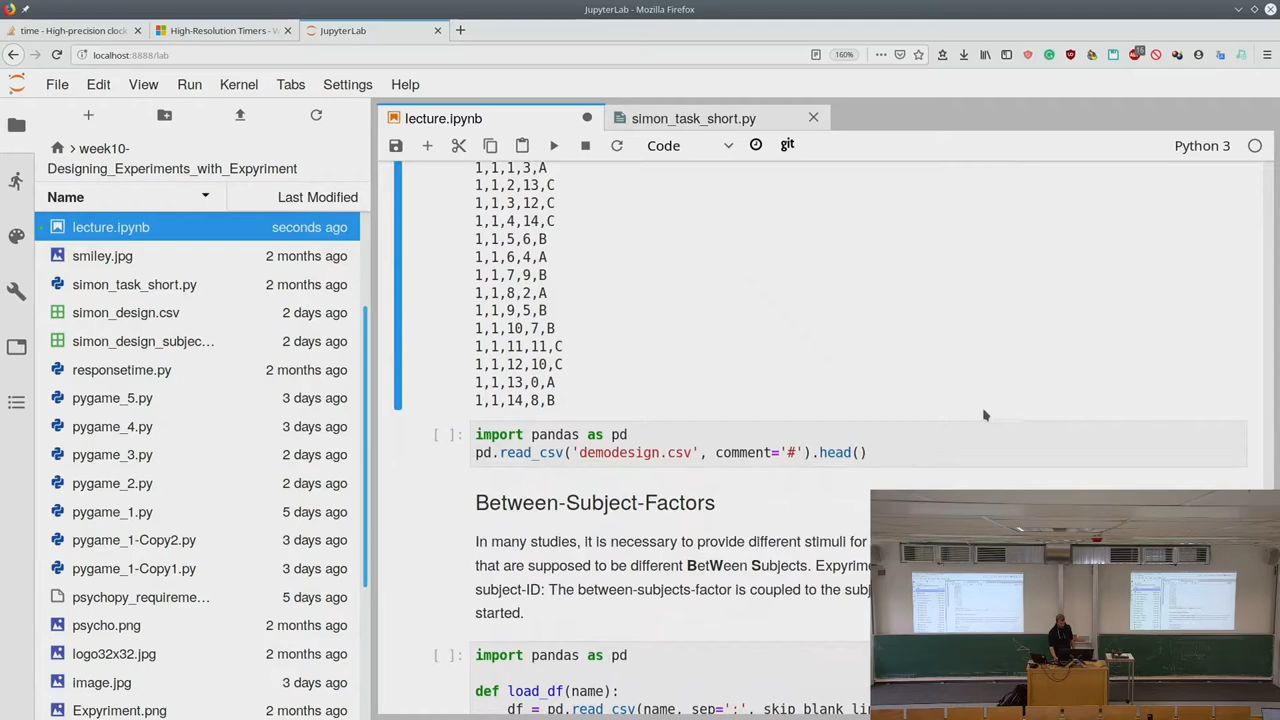 JupyterLab - Mozilla Firefox
time - High-precision clock
High-Resolution Timers - W
JupyterLab
localhost:8888/lab
160%
16
File Edit View Run Kernel Tabs Settings Help
lecture.ipynb
simon_task_short.py
Code
git
Python 3
week10-
Designing_Experiments_with_Expyriment
Name
Last Modified
lecture.ipynb seconds ago
smiley.jpg 2 months ago
simon_task_short.py 2 months ago
simon_design.csv 2 days ago
simon_design_subjec... 2 days ago
responsetime.py 2 months ago
pygame_5.py 3 days ago
pygame_4.py 3 days ago
pygame_3.py 2 days ago
pygame_2.py 2 days ago
pygame_1.py 5 days ago
pygame_1-Copy2.py 3 days ago
pygame_1-Copy1.py 3 days ago
psychopy_requireme... 5 days ago
psycho.png 2 months ago
logo32x32.jpg 2 months ago
image.jpg 3 days ago
Expyriment.png 2 months ago
1,1,1,3,A
1,1,2,13,C
1,1,3,12,C
1,1,4,14,C
1,1,5,6,B
1,1,6,4,A
1,1,7,9,B
1,1,8,2,A
1,1,9,5,B
1,1,10,7,B
1,1,11,11,C
1,1,12,10,C
1,1,13,0,A
1,1,14,8,B
[ ]: import pandas as pd
pd.read_csv('demodesign.csv', comment='#').head()
Between-Subject-Factors
In many studies, it is necessary to provide different stimuli for
that are supposed to be different BetWeen Subjects. Expyrime
subject-ID: The between-subjects-factor is coupled to the sub
started.
[ ]: import pandas as pd
def load_df(name):
df = pd.read_csv(name, sep=';', skip_blank_lin